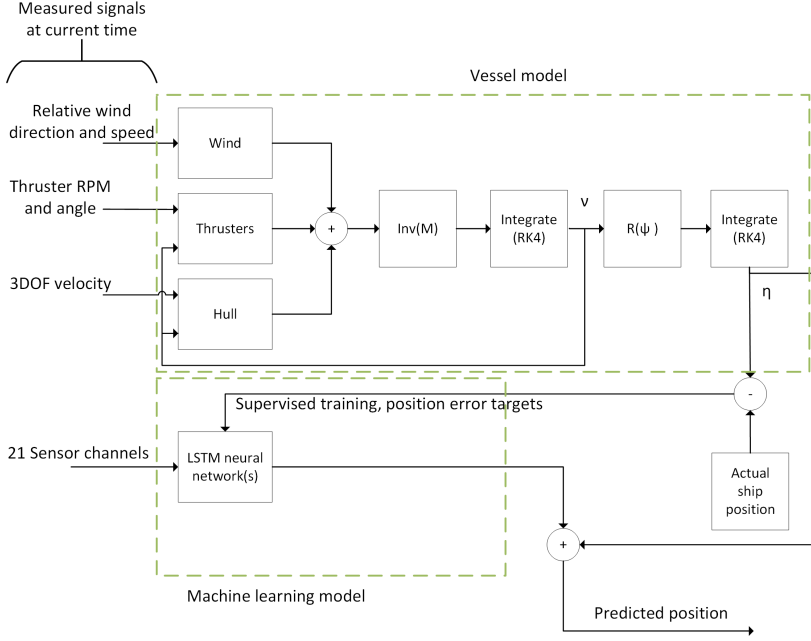 Measured signals
at current time
Vessel model
Relative wind
direction and speed
Wind
Thruster RPM
and angle
Thrusters
+
Inv(M)
Integrate
(RK4)
ν
R(ψ )
Integrate
(RK4)
3DOF velocity
Hull
η
-
Supervised training, position error targets
21 Sensor channels
LSTM neural
network(s)
Actual
ship
position
+
Machine learning model
Predicted position